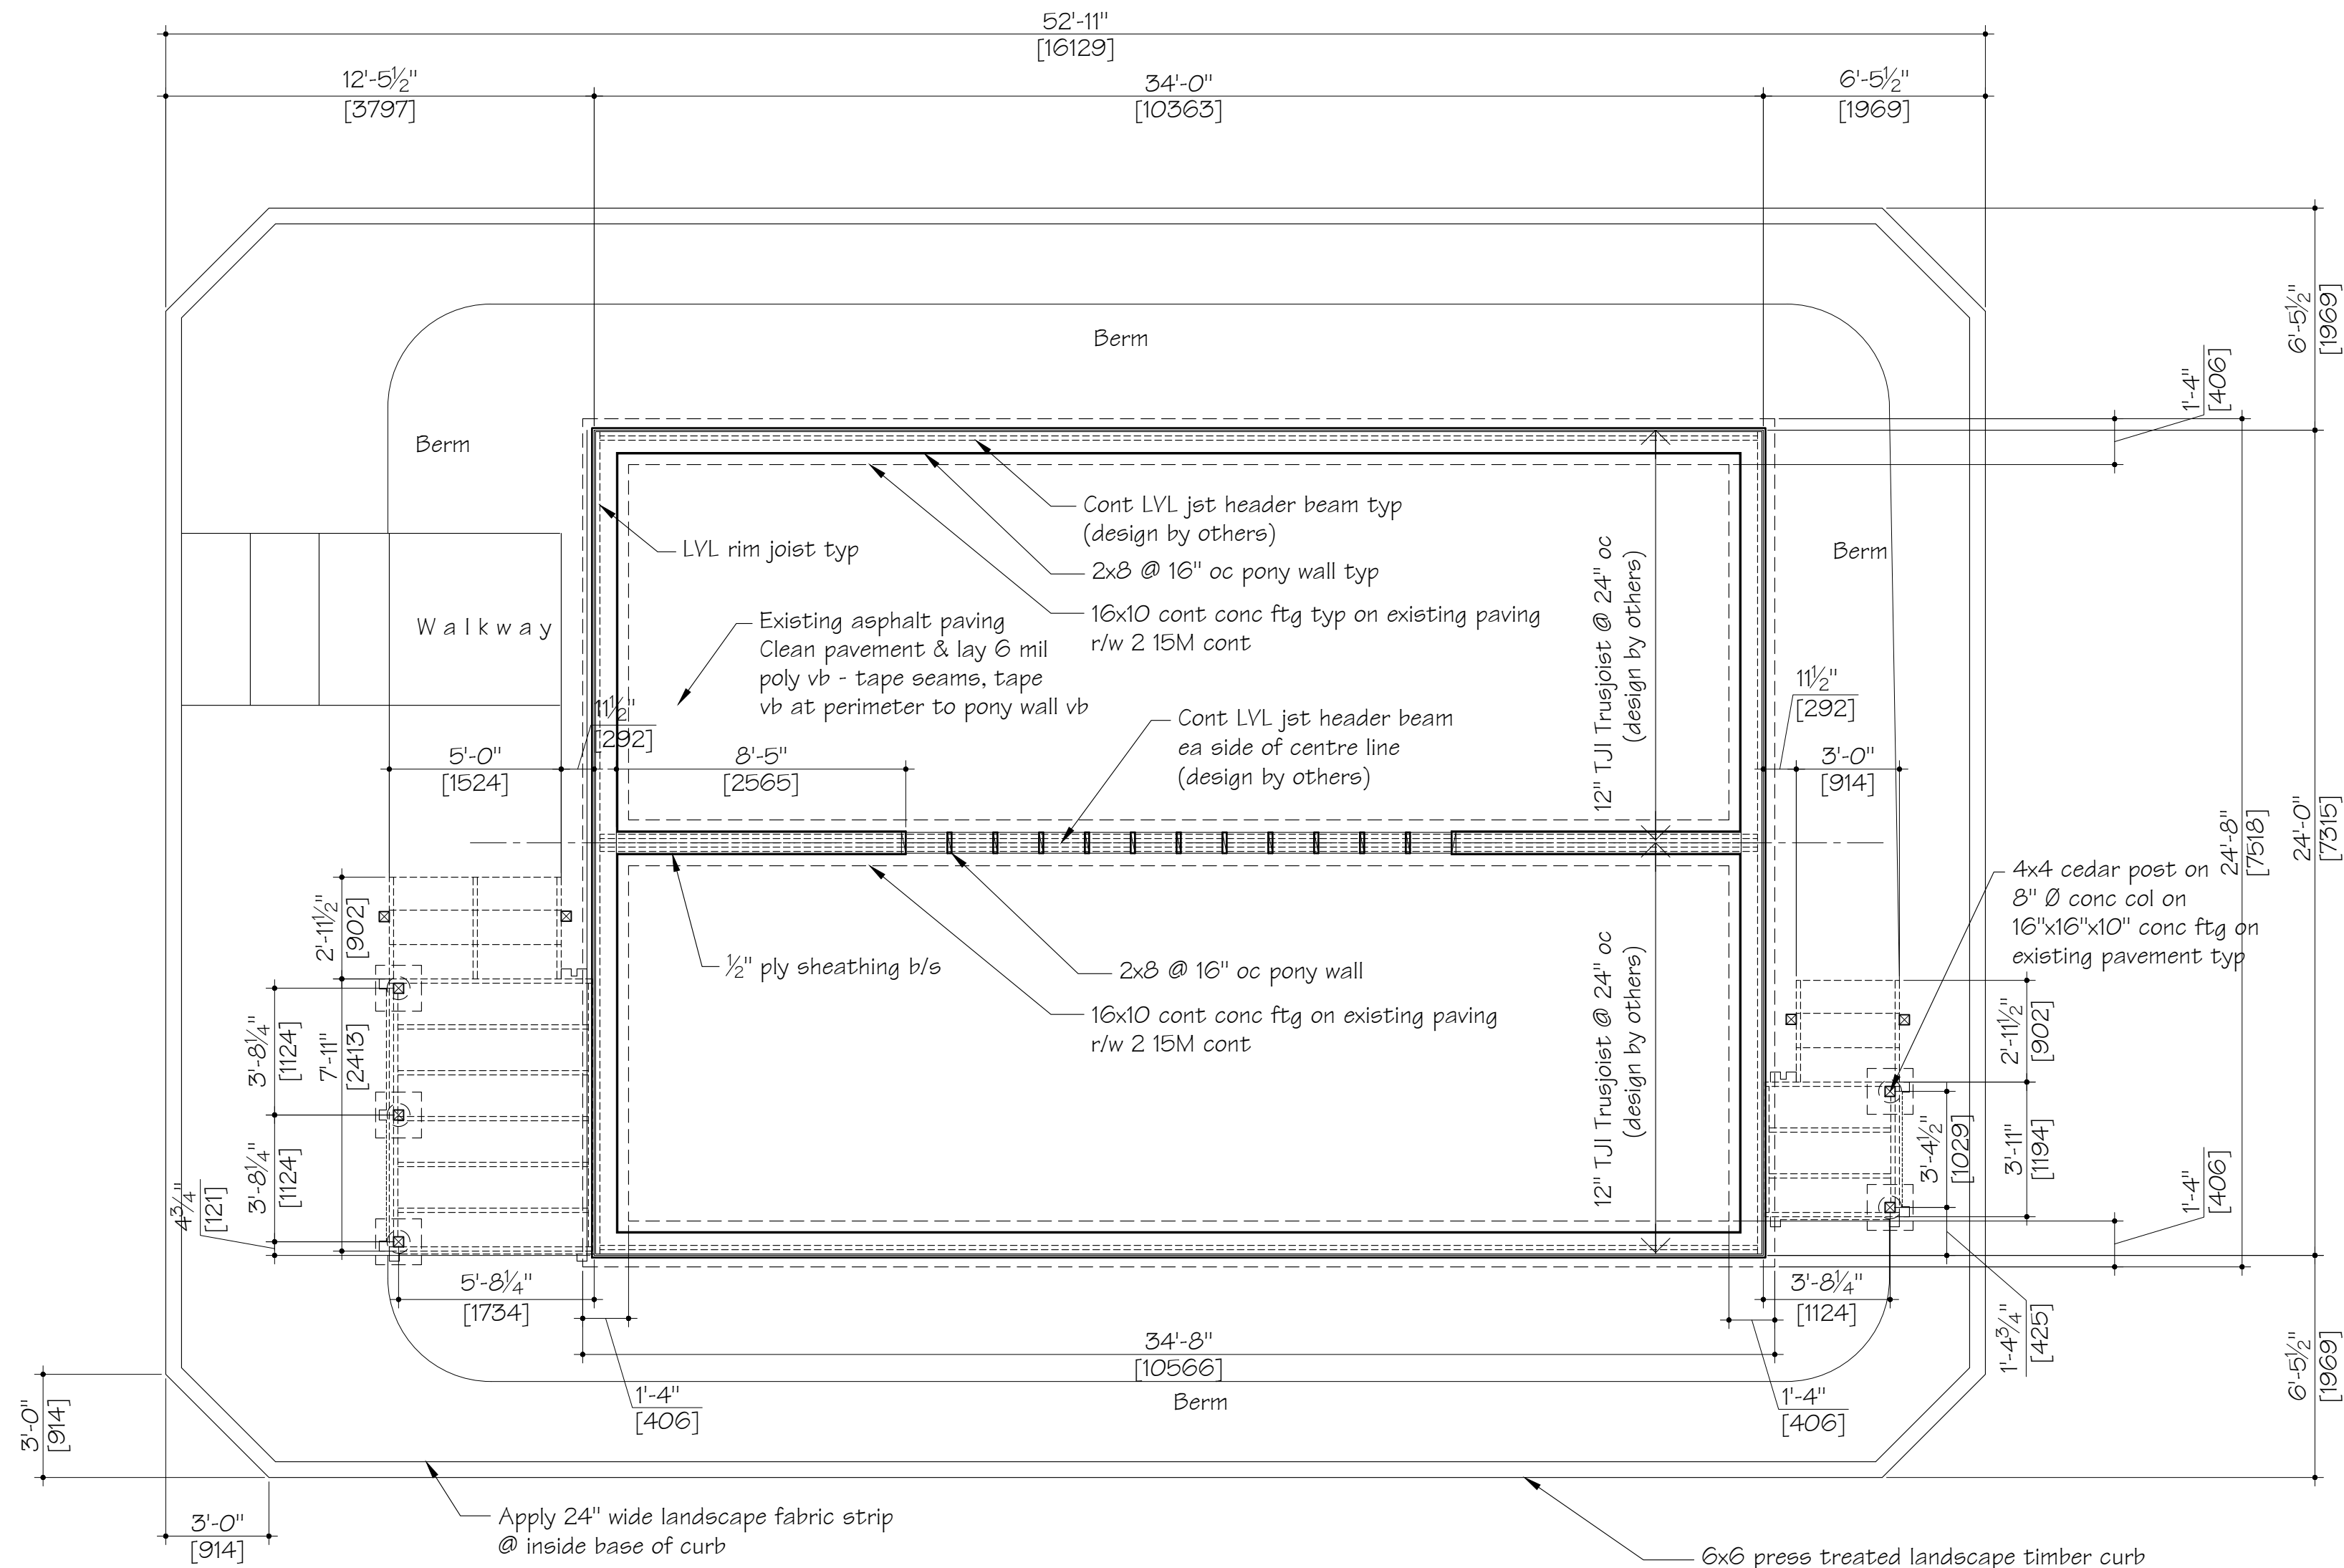 52'-11"
[16129]
12'-5½"
[3797]
34'-0"
[10363]
6'-5½"
[1969]
6'-5½"
[1969]
Berm
1'-4"
[406]
Berm
Cont LVL jst header beam typ
(design by others)
LVL rim joist typ
2x8 @ 16" oc pony wall typ
16x10 cont conc ftg typ on existing paving
r/w 2 15M cont
12" TJI Trusjoist @ 24" oc
(design by others)
Berm
Walkway
Existing asphalt paving
Clean pavement & lay 6 mil
poly vb - tape seams, tape
vb at perimeter to pony wall vb
11½"
[292]
Cont LVL jst header beam
ea side of centre line
(design by others)
11½"
[292]
5'-0"
[1524]
8'-5"
[2565]
3'-0"
[914]
24'-8"
[7518]
24'-0"
[7315]
4x4 cedar post on
8" Ø conc col on
16"x16"x10" conc ftg on
existing pavement typ
2'-11½"
[902]
½" ply sheathing b/s
2x8 @ 16" oc pony wall
16x10 cont conc ftg on existing paving
r/w 2 15M cont
12" TJI Trusjoist @ 24" oc
(design by others)
2'-11½"
[902]
3'-8¼"
[1124]
7'-11"
[2413]
3'-8¼"
[1124]
4¾"
[121]
3'-4½"
[1029]
3'-11"
[1194]
1'-4"
[406]
5'-8¼"
[1734]
3'-8¼"
[1124]
1'-4¾"
[425]
34'-8"
[10566]
6'-5½"
[1969]
1'-4"
[406]
Berm
1'-4"
[406]
3'-0"
[914]
Apply 24" wide landscape fabric strip
@ inside base of curb
3'-0"
[914]
6x6 press treated landscape timber curb